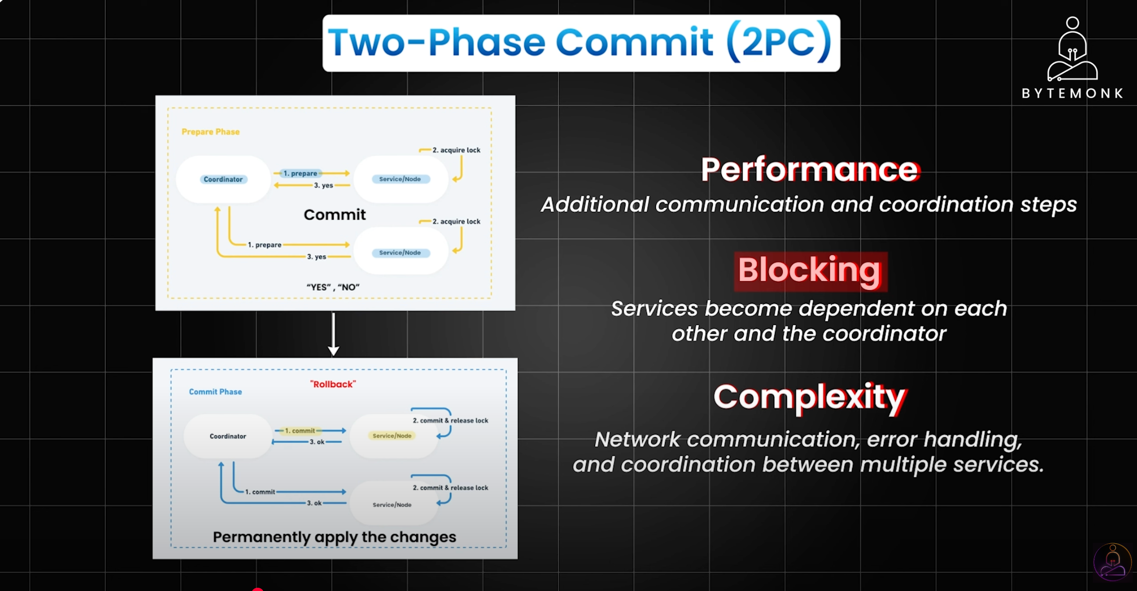 Two-Phase Commit (2PC)
BYTEMONK
Prepare Phase
2. acquire lock
Coordinator
1. prepare
Service/Node
3. yes
Commit
2. acquire lock
1. prepare
Service/Node
3. yes
“YES” , “NO”
"Rollback"
Commit Phase
2. commit & release lock
Coordinator
1. commit
Service/Node
3. ok
2. commit & release lock
1. commit
3. ok
Service/Node
Permanently apply the changes
Performance
Additional communication and coordination steps
Blocking
Services become dependent on each
other and the coordinator
Complexity
Network communication, error handling,
and coordination between multiple services.